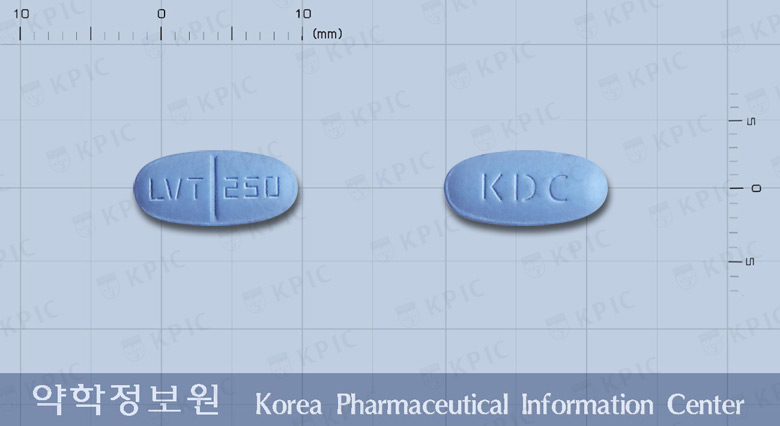 10 0 10
(mm)
LVT 250
KDC
5
0
5
KPIC
약학정보원 Korea Pharmaceutical Information Center